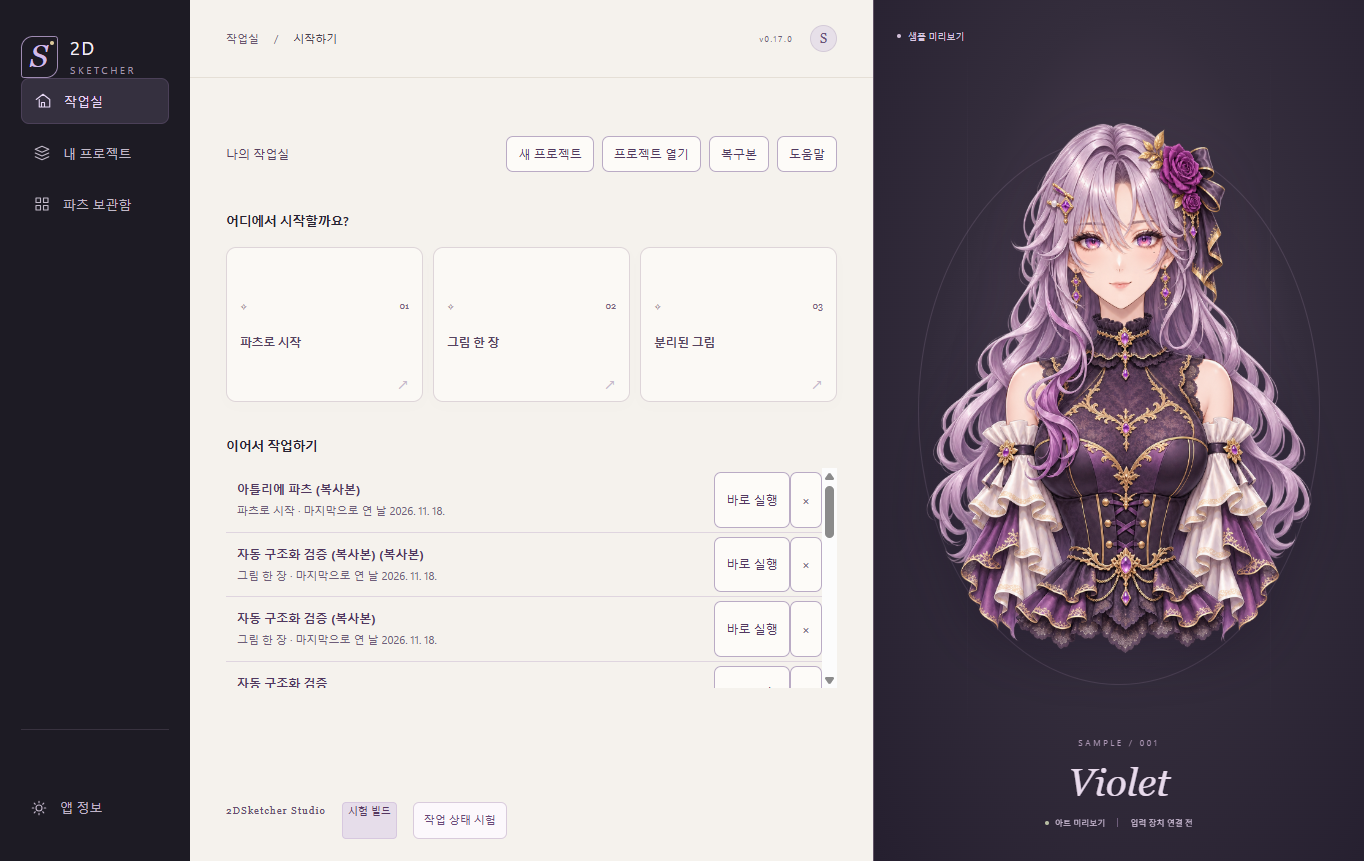 S
2D
SKETCHER
작업실
내 프로젝트
파츠 보관함
앱 정보
작업실 / 시작하기
v0.17.0
S
나의 작업실
새 프로젝트
프로젝트 열기
복구본
도움말
어디에서 시작할까요?
01
파츠로 시작
02
그림 한 장
03
분리된 그림
이어서 작업하기
아틀리에 파츠 (복사본)
파츠로 시작 · 마지막으로 연 날 2026. 11. 18.
바로 실행
×
자동 구조화 검증 (복사본) (복사본)
그림 한 장 · 마지막으로 연 날 2026. 11. 18.
바로 실행
×
자동 구조화 검증 (복사본)
그림 한 장 · 마지막으로 연 날 2026. 11. 18.
바로 실행
×
자동 구조화 검증
2DSketcher Studio
시험 빌드
작업 상태 시험
샘플 미리보기
SAMPLE / 001
Violet
아트 미리보기 | 입력 장치 연결 전